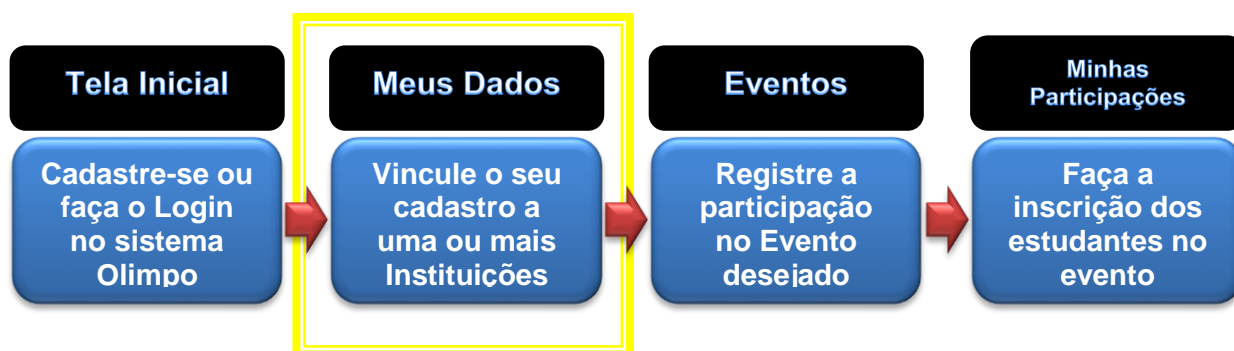 Tela Inicial
Cadastre-se ou
faça o Login
no sistema
Olimpo
Meus Dados
Vincule o seu
cadastro a
uma ou mais
Instituições
Eventos
Registre a
participação
no Evento
desejado
Minhas
Participações
Faça a
inscrição dos
estudantes no
evento